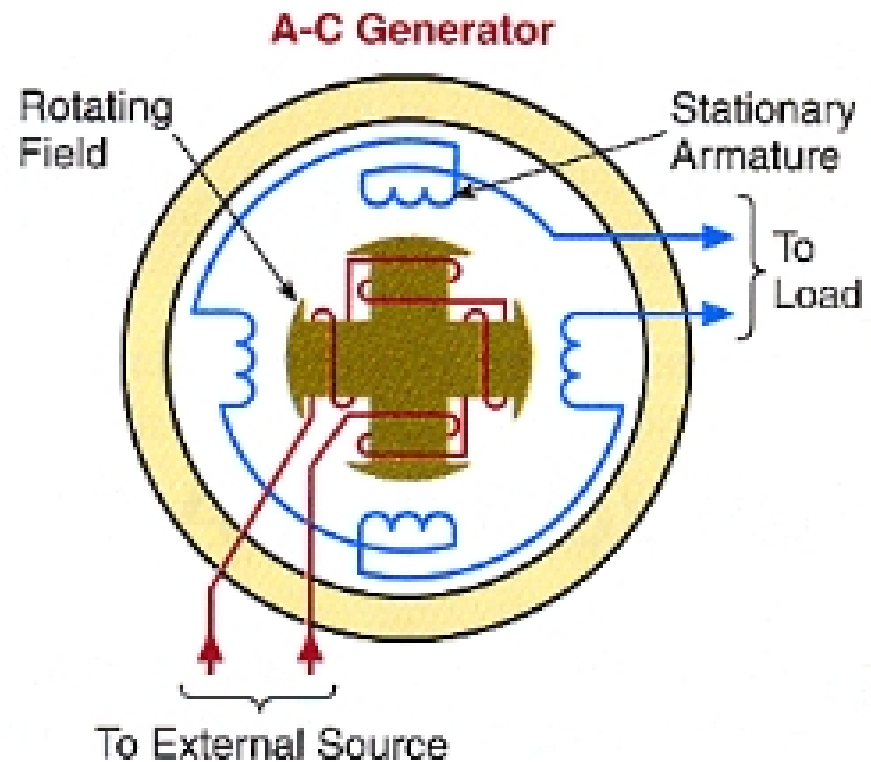 A-C Generator
Rotating
Field
Stationary
Armature
To
Load
To External Source